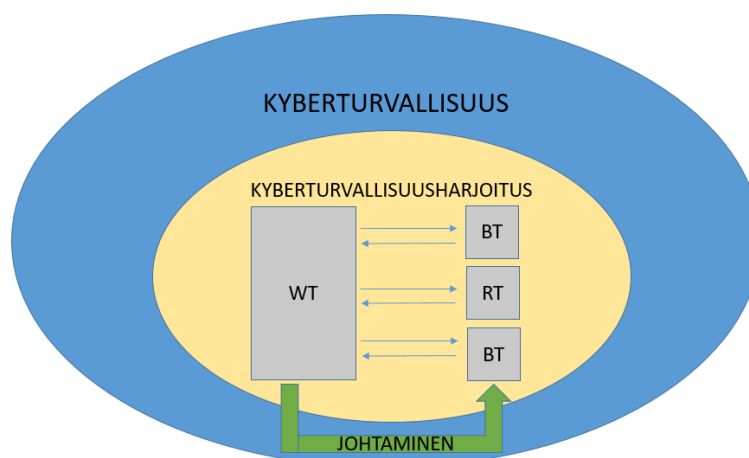 KYBERTURVALLISUUS
KYBERTURVALLISUUSHARJOITUS
WT
BT
RT
BT
JOHTAMINEN